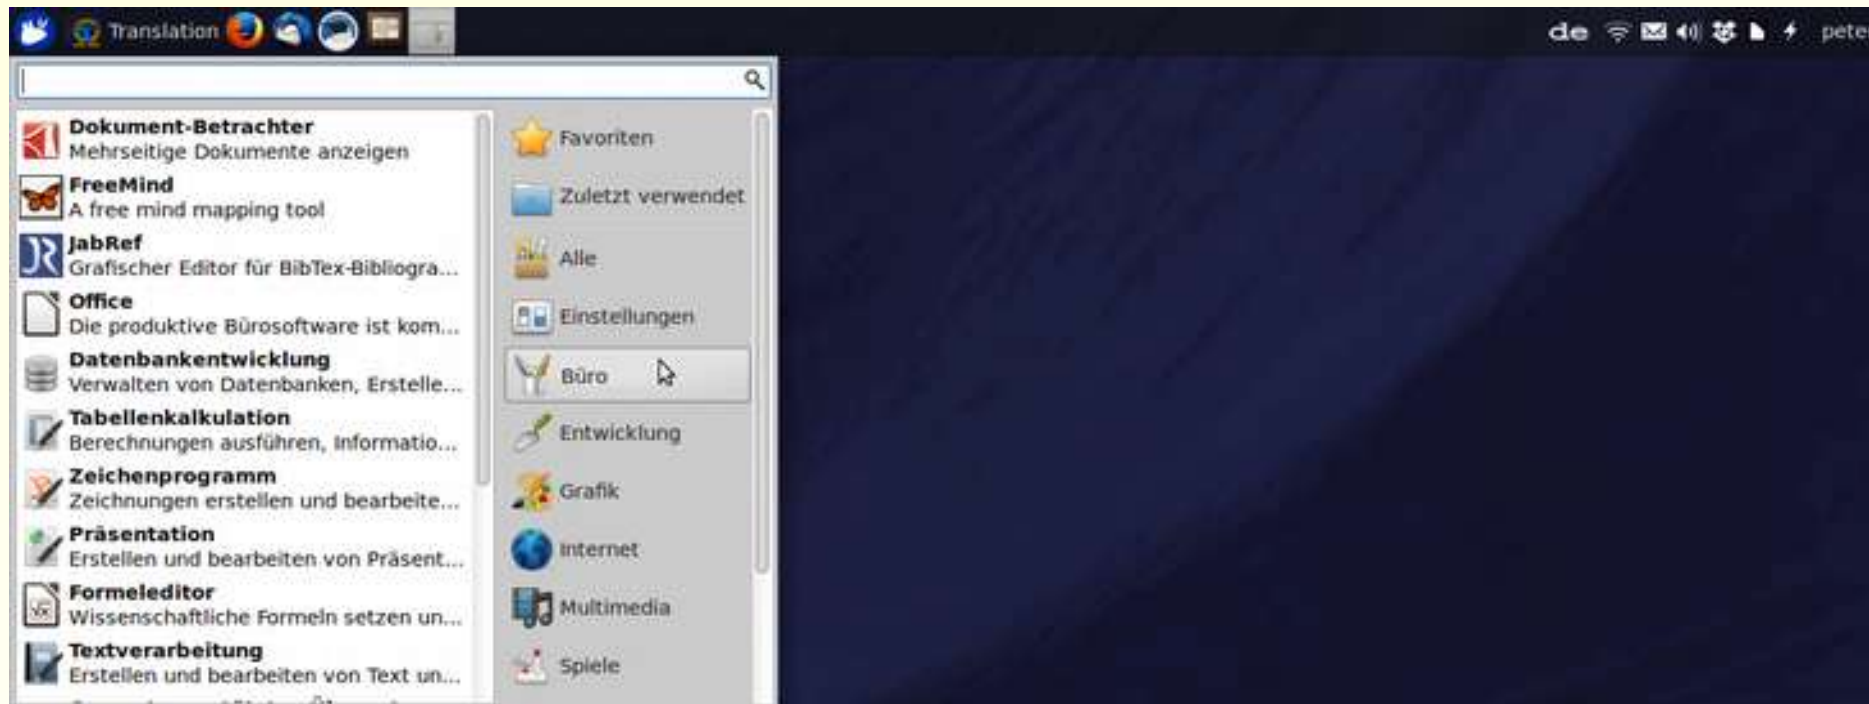 Translation
de
pete
Dokument-Betrachter
Mehrseitige Dokumente anzeigen
FreeMind
A free mind mapping tool
JabRef
Grafischer Editor für BibTex-Bibliogra...
Office
Die produktive Bürosoftware ist kom...
Datenbankentwicklung
Verwalten von Datenbanken, Erstelle...
Tabellenkalkulation
Berechnungen ausführen, Informatio...
Zeichenprogramm
Zeichnungen erstellen und bearbeite...
Präsentation
Erstellen und bearbeiten von Präsent...
Formeleditor
Wissenschaftliche Formeln setzen un...
Textverarbeitung
Erstellen und bearbeiten von Text un...
Favoriten
Zuletzt verwendet
Alle
Einstellungen
Büro
Entwicklung
Grafik
Internet
Multimedia
Spiele